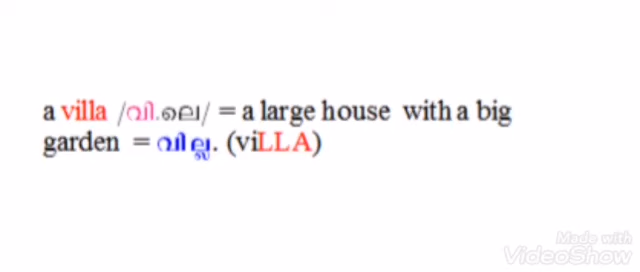 a villa /വി.ലെ/ = a large house with a big
garden = വില്ല. (viLLA)
Made with
VideoShow